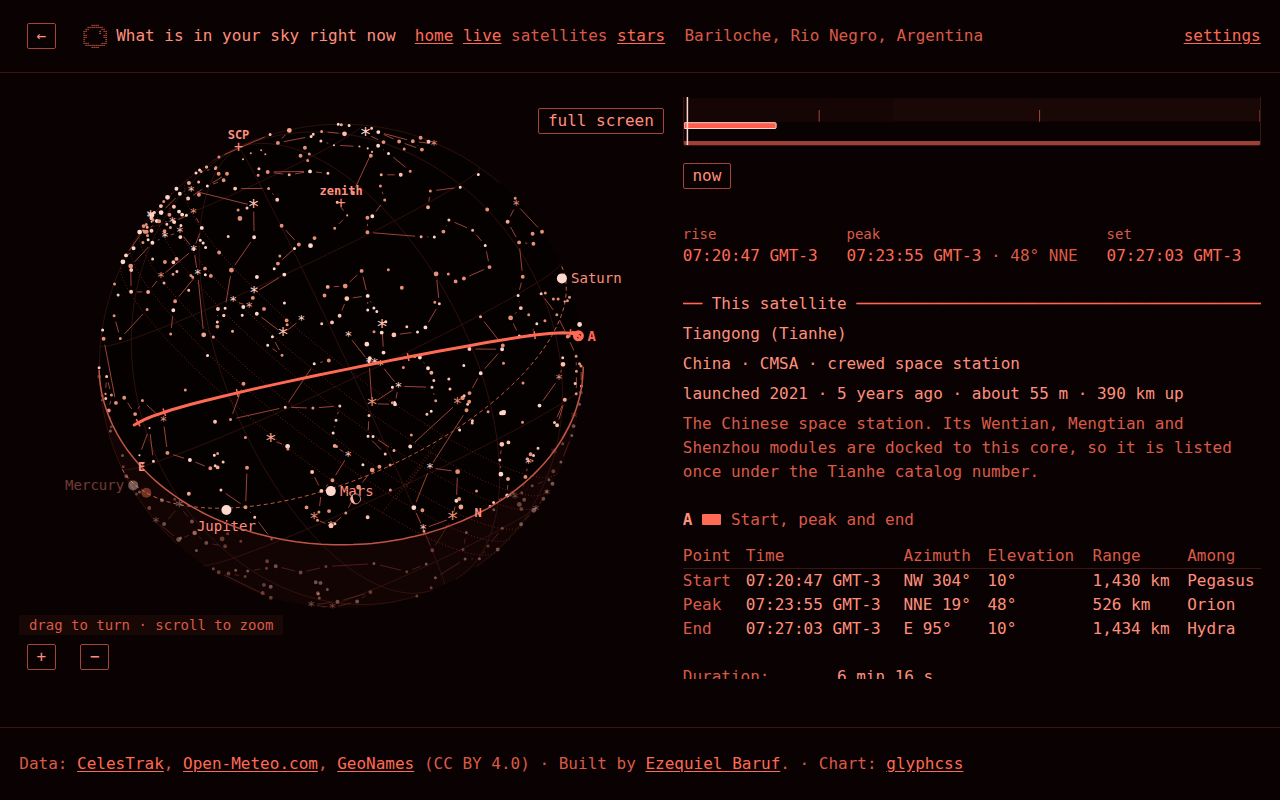 ← What is in your sky right now home live satellites stars Bariloche, Rio Negro, Argentina settings
full screen
SCP
zenith
Saturn
A
E
Mercury
Mars
N
Jupiter
drag to turn · scroll to zoom
+ −
now
rise peak set
07:20:47 GMT-3 07:23:55 GMT-3 · 48° NNE 07:27:03 GMT-3
This satellite
Tiangong (Tianhe)
China · CMSA · crewed space station
launched 2021 · 5 years ago · about 55 m · 390 km up
The Chinese space station. Its Wentian, Mengtian and
Shenzhou modules are docked to this core, so it is listed
once under the Tianhe catalog number.
A Start, peak and end
Point Time Azimuth Elevation Range Among
Start 07:20:47 GMT-3 NW 304° 10° 1,430 km Pegasus
Peak 07:23:55 GMT-3 NNE 19° 48° 526 km Orion
End 07:27:03 GMT-3 E 95° 10° 1,434 km Hydra
Duration: 6 min 16 s
Data: CelesTrak, Open-Meteo.com, GeoNames (CC BY 4.0) · Built by Ezequiel Baruf. · Chart: glyphcss